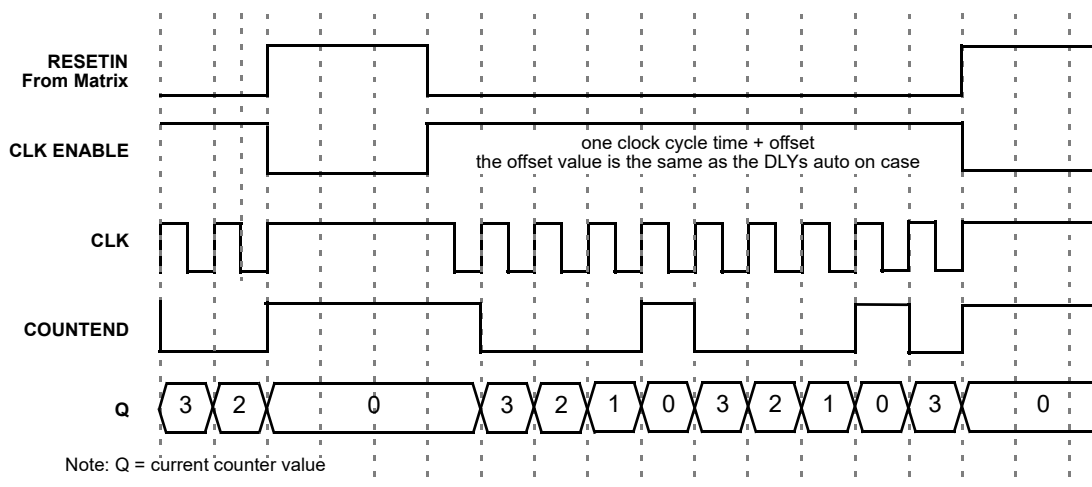 RESETIN
From Matrix
CLK ENABLE
one clock cycle time + offset
the offset value is the same as the DLYs auto on case
CLK
COUNTEND
Q
3 2 0 3 2 1 0 3 2 1 0 3 0
Note: Q = current counter value